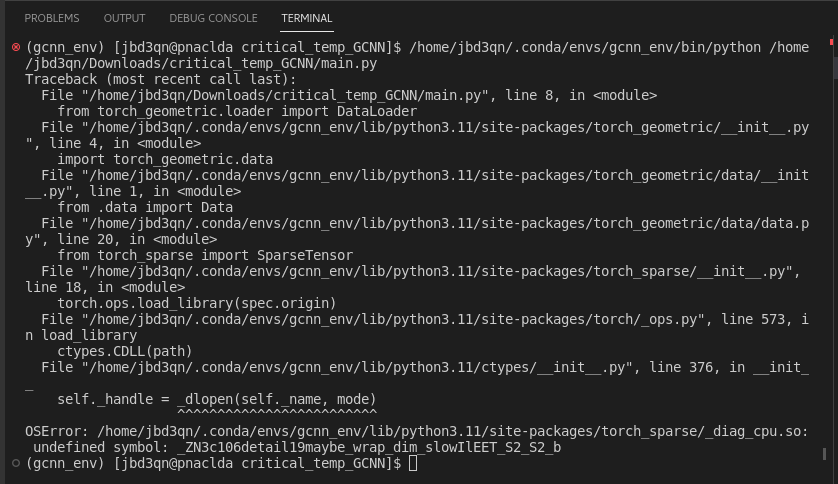 PROBLEMS OUTPUT DEBUG CONSOLE TERMINAL
(gcnn_env) [jbd3qn@pnaclda critical_temp_GCNN]$ /home/jbd3qn/.conda/envs/gcnn_env/bin/python /home
/jbd3qn/Downloads/critical_temp_GCNN/main.py
Traceback (most recent call last):
  File "/home/jbd3qn/Downloads/critical_temp_GCNN/main.py", line 8, in <module>
    from torch_geometric.loader import DataLoader
  File "/home/jbd3qn/.conda/envs/gcnn_env/lib/python3.11/site-packages/torch_geometric/__init__.py
", line 4, in <module>
    import torch_geometric.data
  File "/home/jbd3qn/.conda/envs/gcnn_env/lib/python3.11/site-packages/torch_geometric/data/__init
__.py", line 1, in <module>
    from .data import Data
  File "/home/jbd3qn/.conda/envs/gcnn_env/lib/python3.11/site-packages/torch_geometric/data/data.p
y", line 20, in <module>
    from torch_sparse import SparseTensor
  File "/home/jbd3qn/.conda/envs/gcnn_env/lib/python3.11/site-packages/torch_sparse/__init__.py",
line 18, in <module>
    torch.ops.load_library(spec.origin)
  File "/home/jbd3qn/.conda/envs/gcnn_env/lib/python3.11/site-packages/torch/_ops.py", line 573, i
n load_library
    ctypes.CDLL(path)
  File "/home/jbd3qn/.conda/envs/gcnn_env/lib/python3.11/ctypes/__init__.py", line 376, in __init_
_
    self._handle = _dlopen(self._name, mode)
                   ^^^^^^^^^^^^^^^^^^^^^^^^^
OSError: /home/jbd3qn/.conda/envs/gcnn_env/lib/python3.11/site-packages/torch_sparse/_diag_cpu.so:
 undefined symbol: _ZN3c106detail19maybe_wrap_dim_slowIlEET_S2_S2_b
(gcnn_env) [jbd3qn@pnaclda critical_temp_GCNN]$